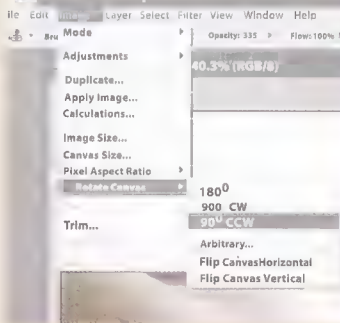 ile Edit Image Layer Select Filter View Window Help
Bru Mode Opacity: 335 Flow: 100%
Adjustments 40.3% (RGB/8)
Duplicate...
Apply Image...
Calculations...
Image Size...
Canvas Size...
Pixel Aspect Ratio
Rotate Canvas
180⁰
900 CW
Trim...
90⁰ CCW
Arbitrary...
Flip CanvasHorizontal
Flip Canvas Vertical